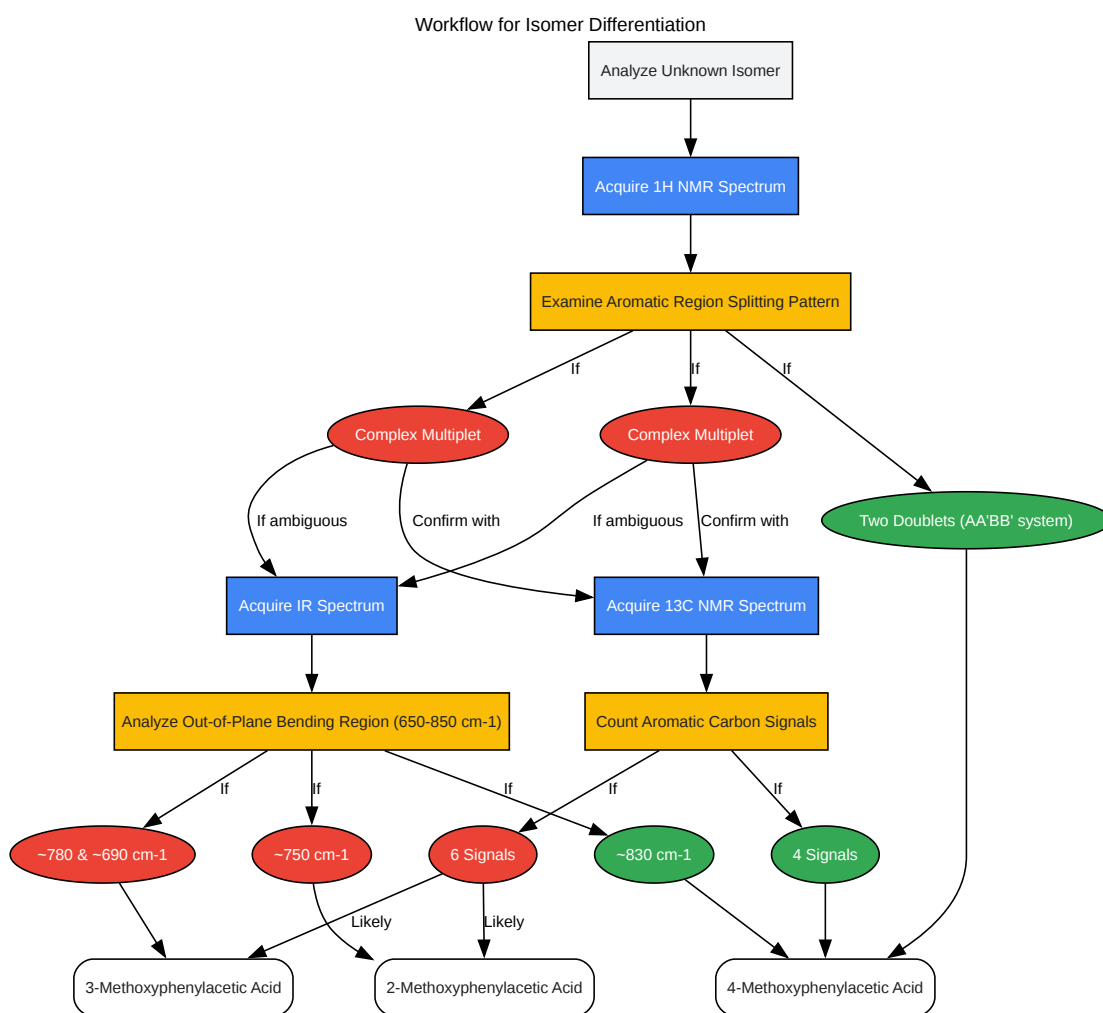 Workflow for Isomer Differentiation
Analyze Unknown Isomer
Acquire 1H NMR Spectrum
Examine Aromatic Region Splitting Pattern
If
If
If
Complex Multiplet
Complex Multiplet
Two Doublets (AA'BB' system)
If ambiguous
Confirm with
If ambiguous
Confirm with
Acquire IR Spectrum
Acquire 13C NMR Spectrum
Analyze Out-of-Plane Bending Region (650-850 cm-1)
Count Aromatic Carbon Signals
If
If
If
If
If
~780 & ~690 cm-1
~750 cm-1
6 Signals
~830 cm-1
4 Signals
Likely
Likely
3-Methoxyphenylacetic Acid
2-Methoxyphenylacetic Acid
4-Methoxyphenylacetic Acid